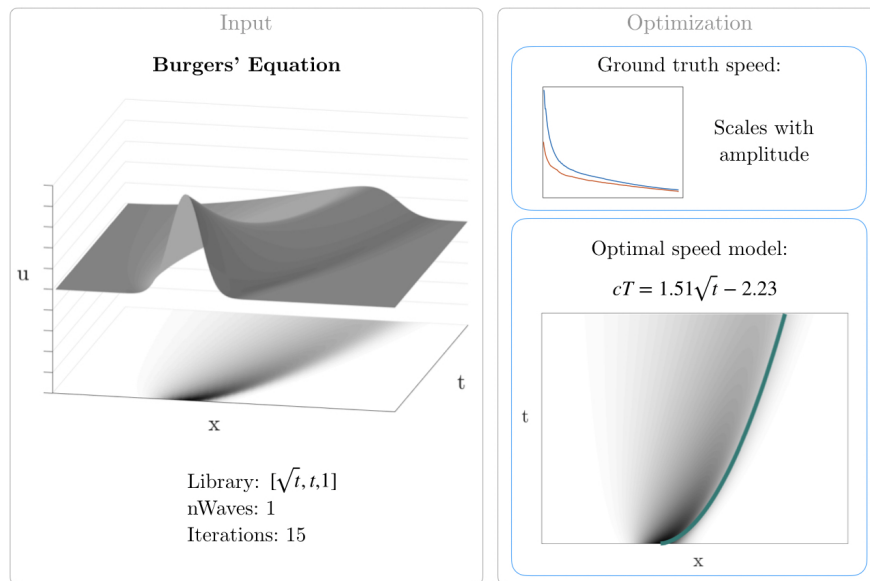 Input
Burgers' Equation
u
t
x
Library: [√t, t,1]
nWaves: 1
Iterations: 15
Optimization
Ground truth speed:
Scales with
amplitude
Optimal speed model:
cT = 1.51√t − 2.23
t
x